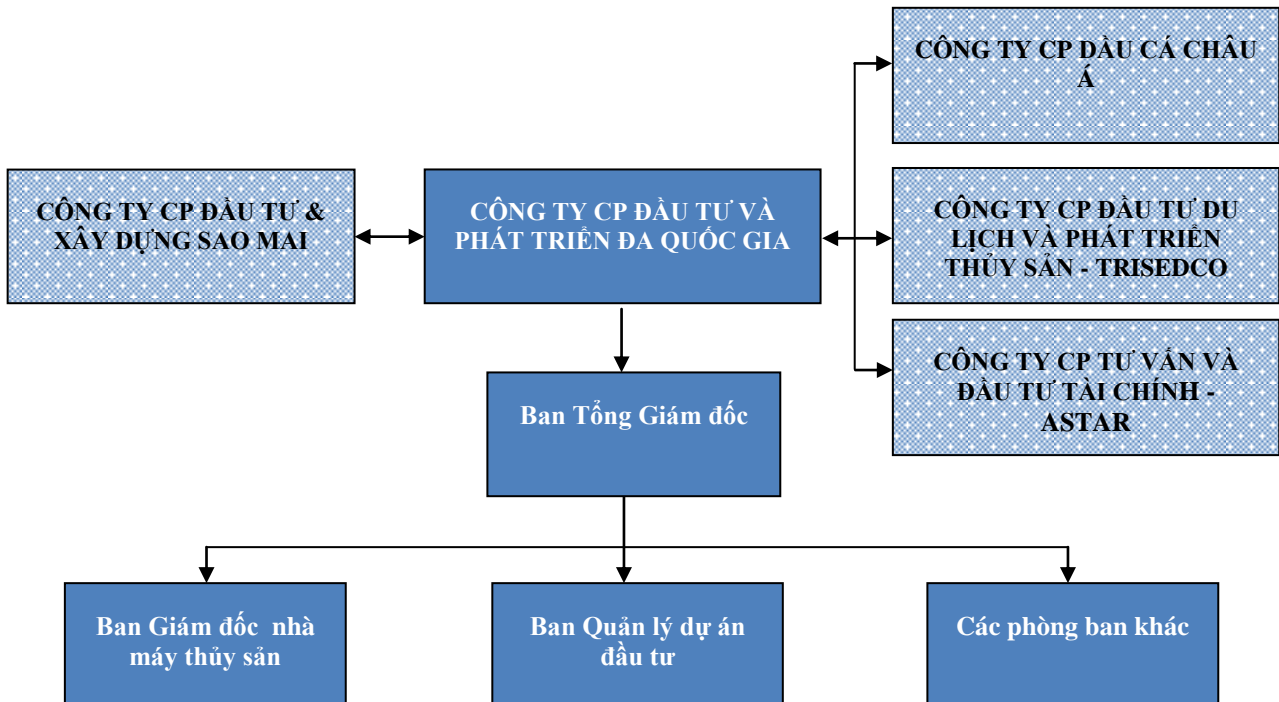 CÔNG TY CP DẦU CÁ CHÂU
Á
CÔNG TY CP ĐẦU TƯ &
XÂY DỰNG SAO MAI
CÔNG TY CP ĐẦU TƯ VÀ
PHÁT TRIỂN ĐA QUỐC GIA
CÔNG TY CP ĐẦU TƯ DU
LỊCH VÀ PHÁT TRIỂN
THỦY SẢN - TRISEDCO
CÔNG TY CP TƯ VẤN VÀ
ĐẦU TƯ TÀI CHÍNH -
ASTAR
Ban Tổng Giám đốc
Ban Giám đốc nhà
máy thủy sản
Ban Quản lý dự án
đầu tư
Các phòng ban khác